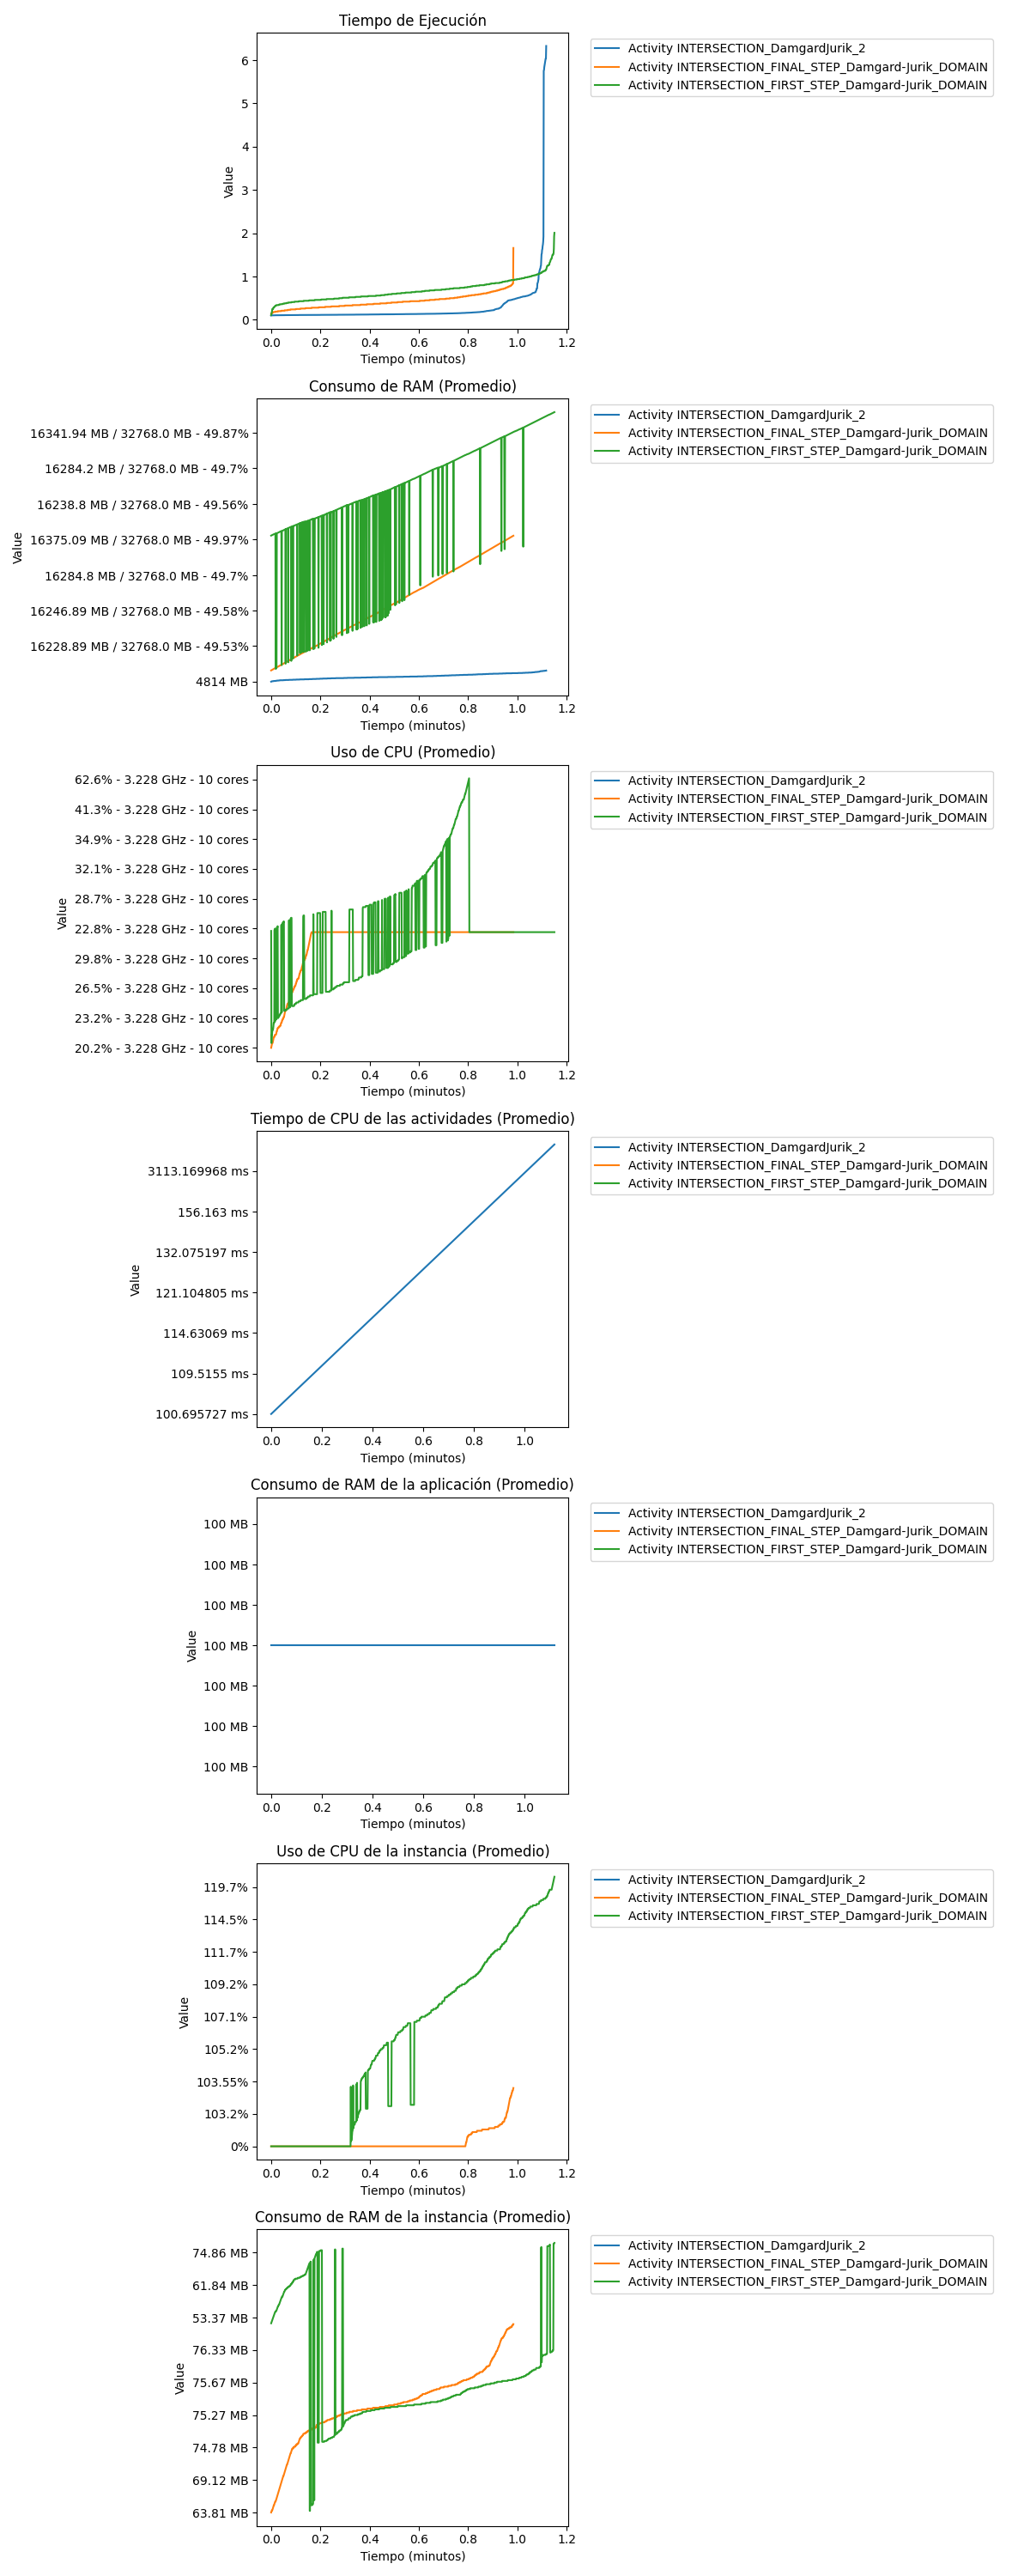 Tiempo de Ejecución
Value
6
5
4
3
2
1
0
0.0 0.2 0.4 0.6 0.8 1.0 1.2
Tiempo (minutos)
Activity INTERSECTION_DamgardJurik_2
Activity INTERSECTION_FINAL_STEP_Damgard-Jurik_DOMAIN
Activity INTERSECTION_FIRST_STEP_Damgard-Jurik_DOMAIN
Consumo de RAM (Promedio)
Value
16341.94 MB / 32768.0 MB - 49.87%
16284.2 MB / 32768.0 MB - 49.7%
16238.8 MB / 32768.0 MB - 49.56%
16375.09 MB / 32768.0 MB - 49.97%
16284.8 MB / 32768.0 MB - 49.7%
16246.89 MB / 32768.0 MB - 49.58%
16228.89 MB / 32768.0 MB - 49.53%
4814 MB
0.0 0.2 0.4 0.6 0.8 1.0 1.2
Tiempo (minutos)
Activity INTERSECTION_DamgardJurik_2
Activity INTERSECTION_FINAL_STEP_Damgard-Jurik_DOMAIN
Activity INTERSECTION_FIRST_STEP_Damgard-Jurik_DOMAIN
Uso de CPU (Promedio)
Value
62.6% - 3.228 GHz - 10 cores
41.3% - 3.228 GHz - 10 cores
34.9% - 3.228 GHz - 10 cores
32.1% - 3.228 GHz - 10 cores
28.7% - 3.228 GHz - 10 cores
22.8% - 3.228 GHz - 10 cores
29.8% - 3.228 GHz - 10 cores
26.5% - 3.228 GHz - 10 cores
23.2% - 3.228 GHz - 10 cores
20.2% - 3.228 GHz - 10 cores
0.0 0.2 0.4 0.6 0.8 1.0 1.2
Tiempo (minutos)
Activity INTERSECTION_DamgardJurik_2
Activity INTERSECTION_FINAL_STEP_Damgard-Jurik_DOMAIN
Activity INTERSECTION_FIRST_STEP_Damgard-Jurik_DOMAIN
Tiempo de CPU de las actividades (Promedio)
Value
3113.169968 ms
156.163 ms
132.075197 ms
121.104805 ms
114.63069 ms
109.5155 ms
100.695727 ms
0.0 0.2 0.4 0.6 0.8 1.0
Tiempo (minutos)
Activity INTERSECTION_DamgardJurik_2
Activity INTERSECTION_FINAL_STEP_Damgard-Jurik_DOMAIN
Activity INTERSECTION_FIRST_STEP_Damgard-Jurik_DOMAIN
Consumo de RAM de la aplicación (Promedio)
Value
100 MB
100 MB
100 MB
100 MB
100 MB
100 MB
100 MB
0.0 0.2 0.4 0.6 0.8 1.0
Tiempo (minutos)
Activity INTERSECTION_DamgardJurik_2
Activity INTERSECTION_FINAL_STEP_Damgard-Jurik_DOMAIN
Activity INTERSECTION_FIRST_STEP_Damgard-Jurik_DOMAIN
Uso de CPU de la instancia (Promedio)
Value
119.7%
114.5%
111.7%
109.2%
107.1%
105.2%
103.55%
103.2%
0%
0.0 0.2 0.4 0.6 0.8 1.0 1.2
Tiempo (minutos)
Activity INTERSECTION_DamgardJurik_2
Activity INTERSECTION_FINAL_STEP_Damgard-Jurik_DOMAIN
Activity INTERSECTION_FIRST_STEP_Damgard-Jurik_DOMAIN
Consumo de RAM de la instancia (Promedio)
Value
74.86 MB
61.84 MB
53.37 MB
76.33 MB
75.67 MB
75.27 MB
74.78 MB
69.12 MB
63.81 MB
0.0 0.2 0.4 0.6 0.8 1.0 1.2
Tiempo (minutos)
Activity INTERSECTION_DamgardJurik_2
Activity INTERSECTION_FINAL_STEP_Damgard-Jurik_DOMAIN
Activity INTERSECTION_FIRST_STEP_Damgard-Jurik_DOMAIN